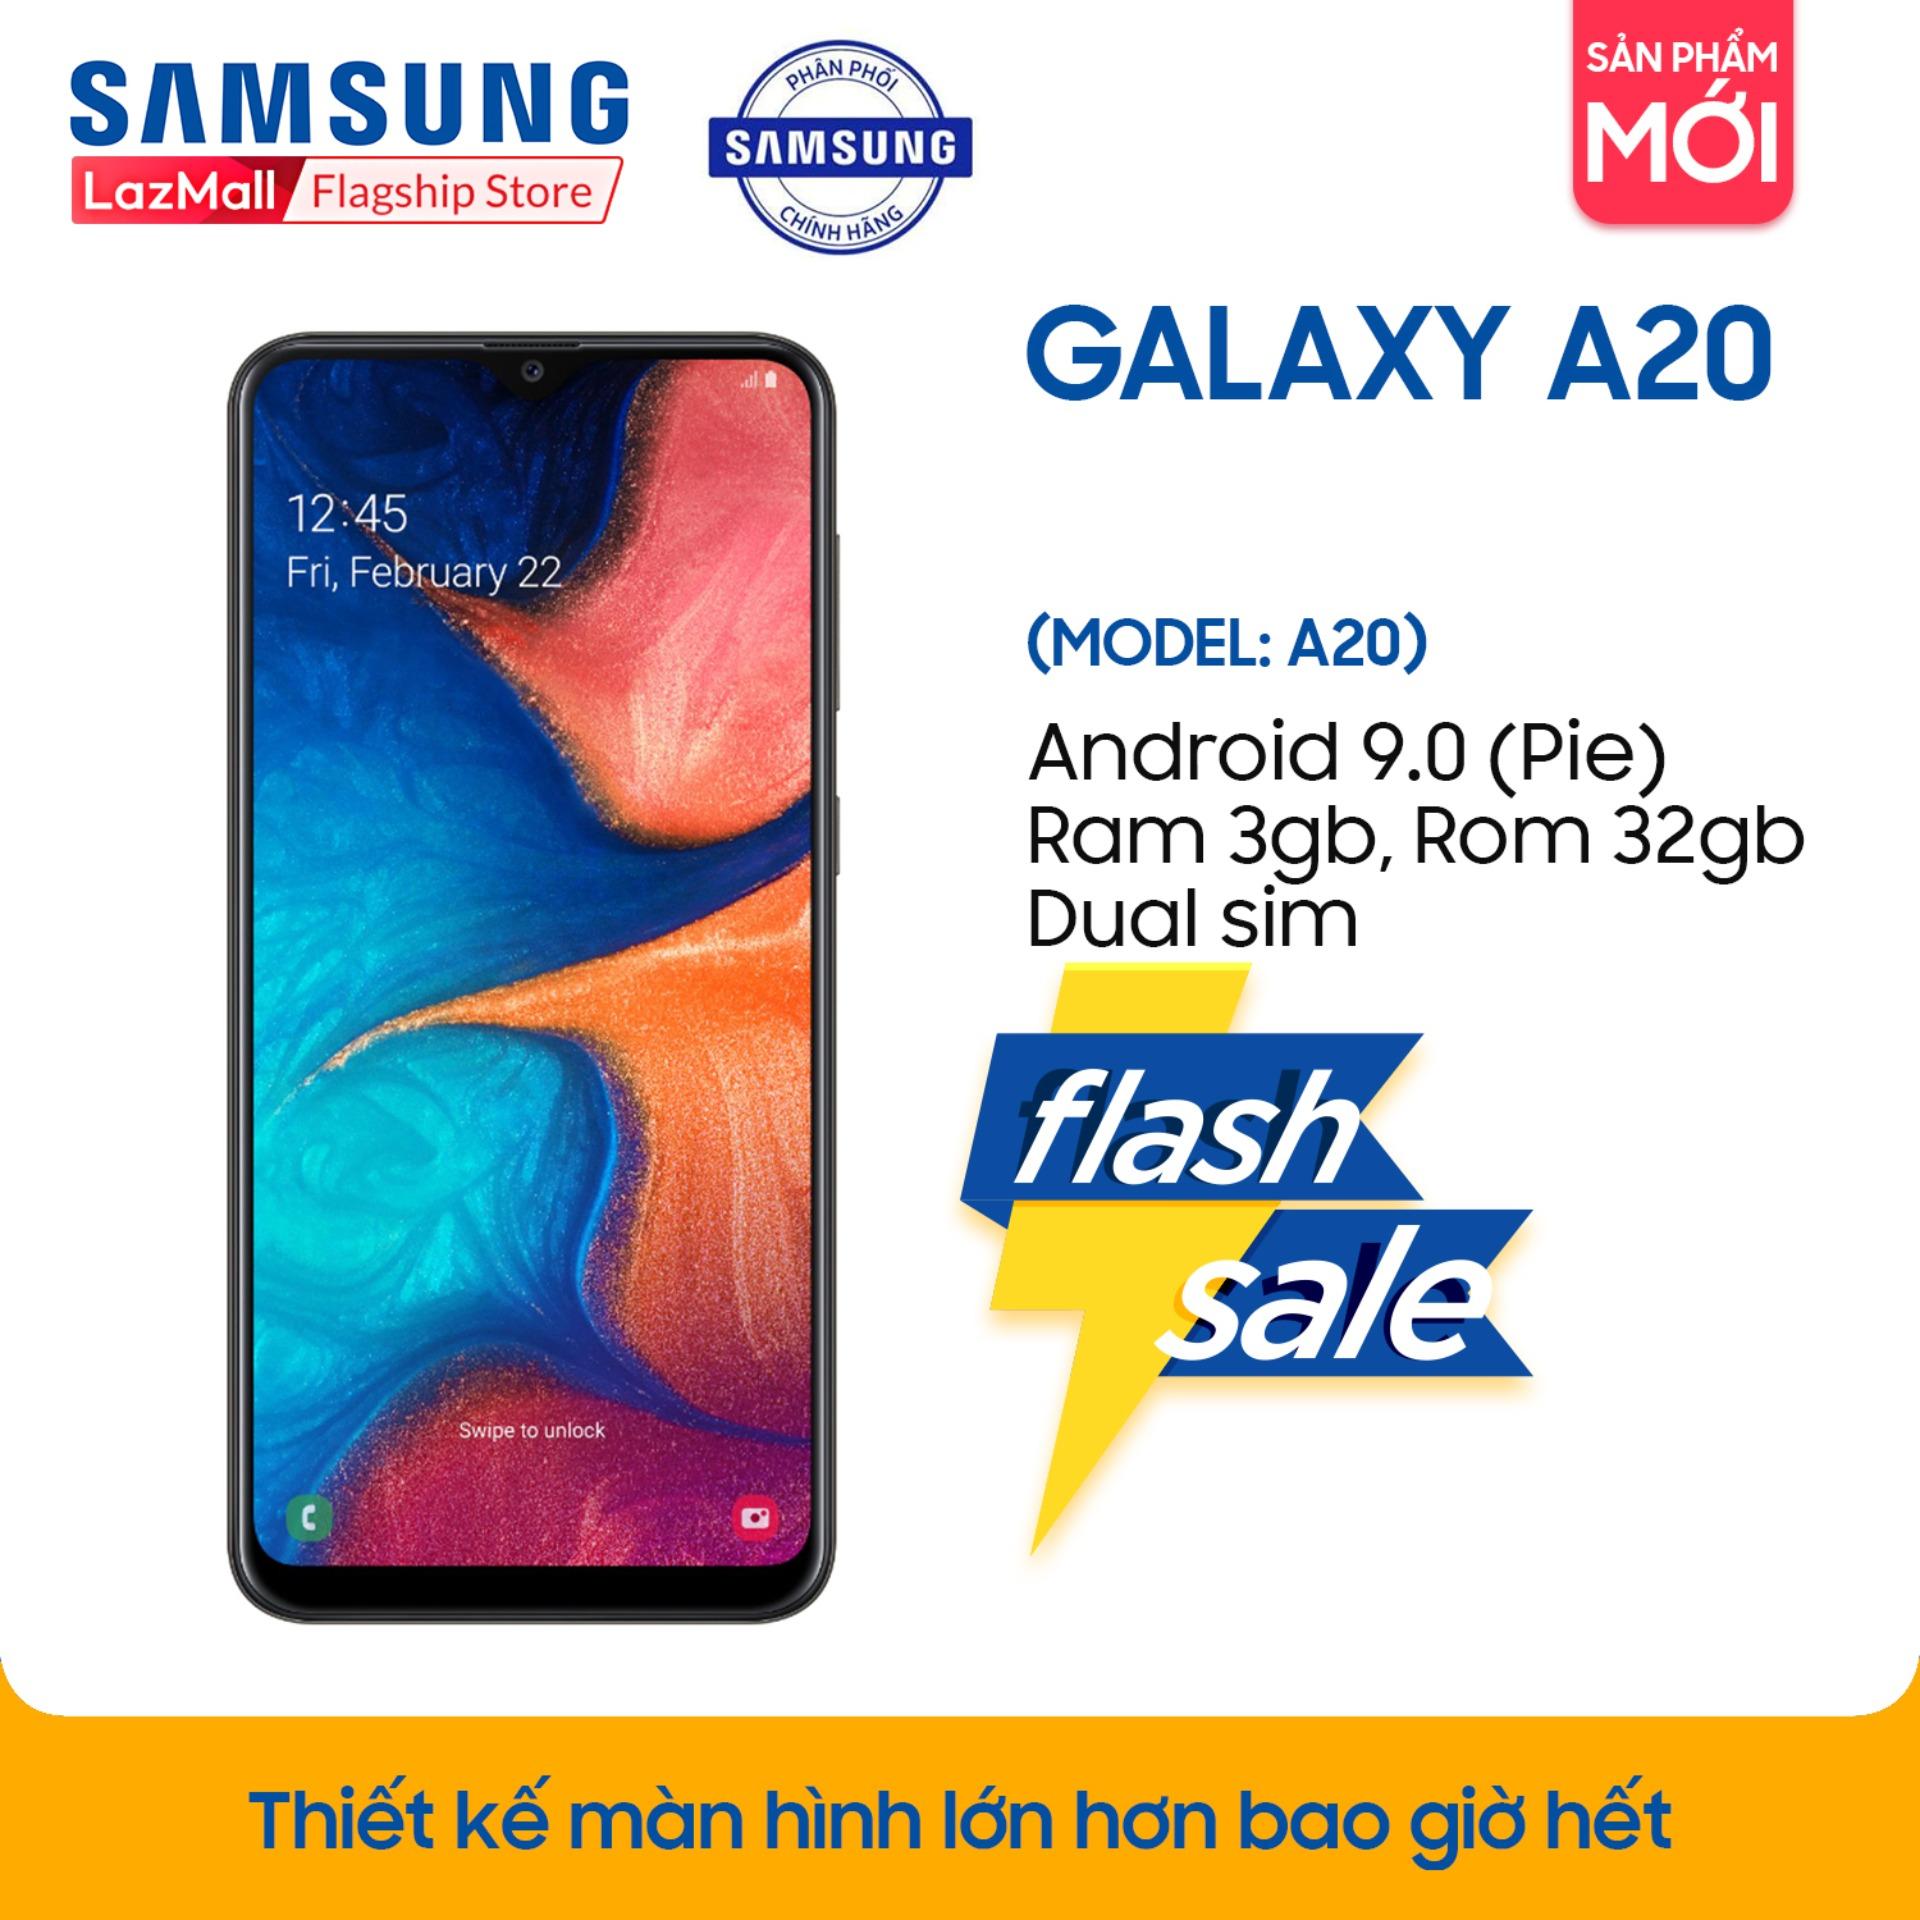 SAMSUNG
LazMall Flagship Store
PHÂN PHỐI
SAMSUNG
CHÍNH HÃNG
SẢN PHẨM
MỚI
GALAXY A20
12:45
Fri, February 22
(MODEL: A20)
Android 9.0 (Pie)
Ram 3gb, Rom 32gb
Dual sim
flash
sale
Swipe to unlock
Thiết kế màn hình lớn hơn bao giờ hết